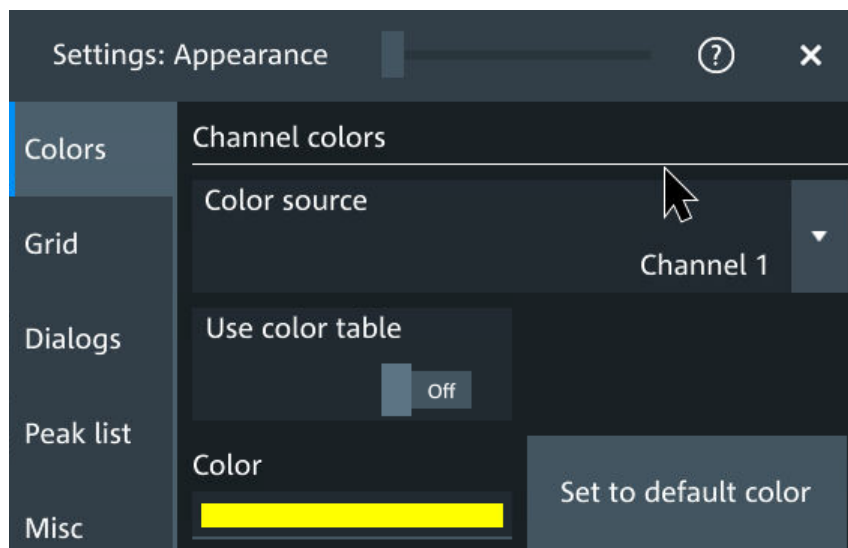 Settings: Appearance
?
Colors
Channel colors
Color source
Channel 1
Grid
Use color table
Off
Dialogs
Peak list
Color
Set to default color
Misc